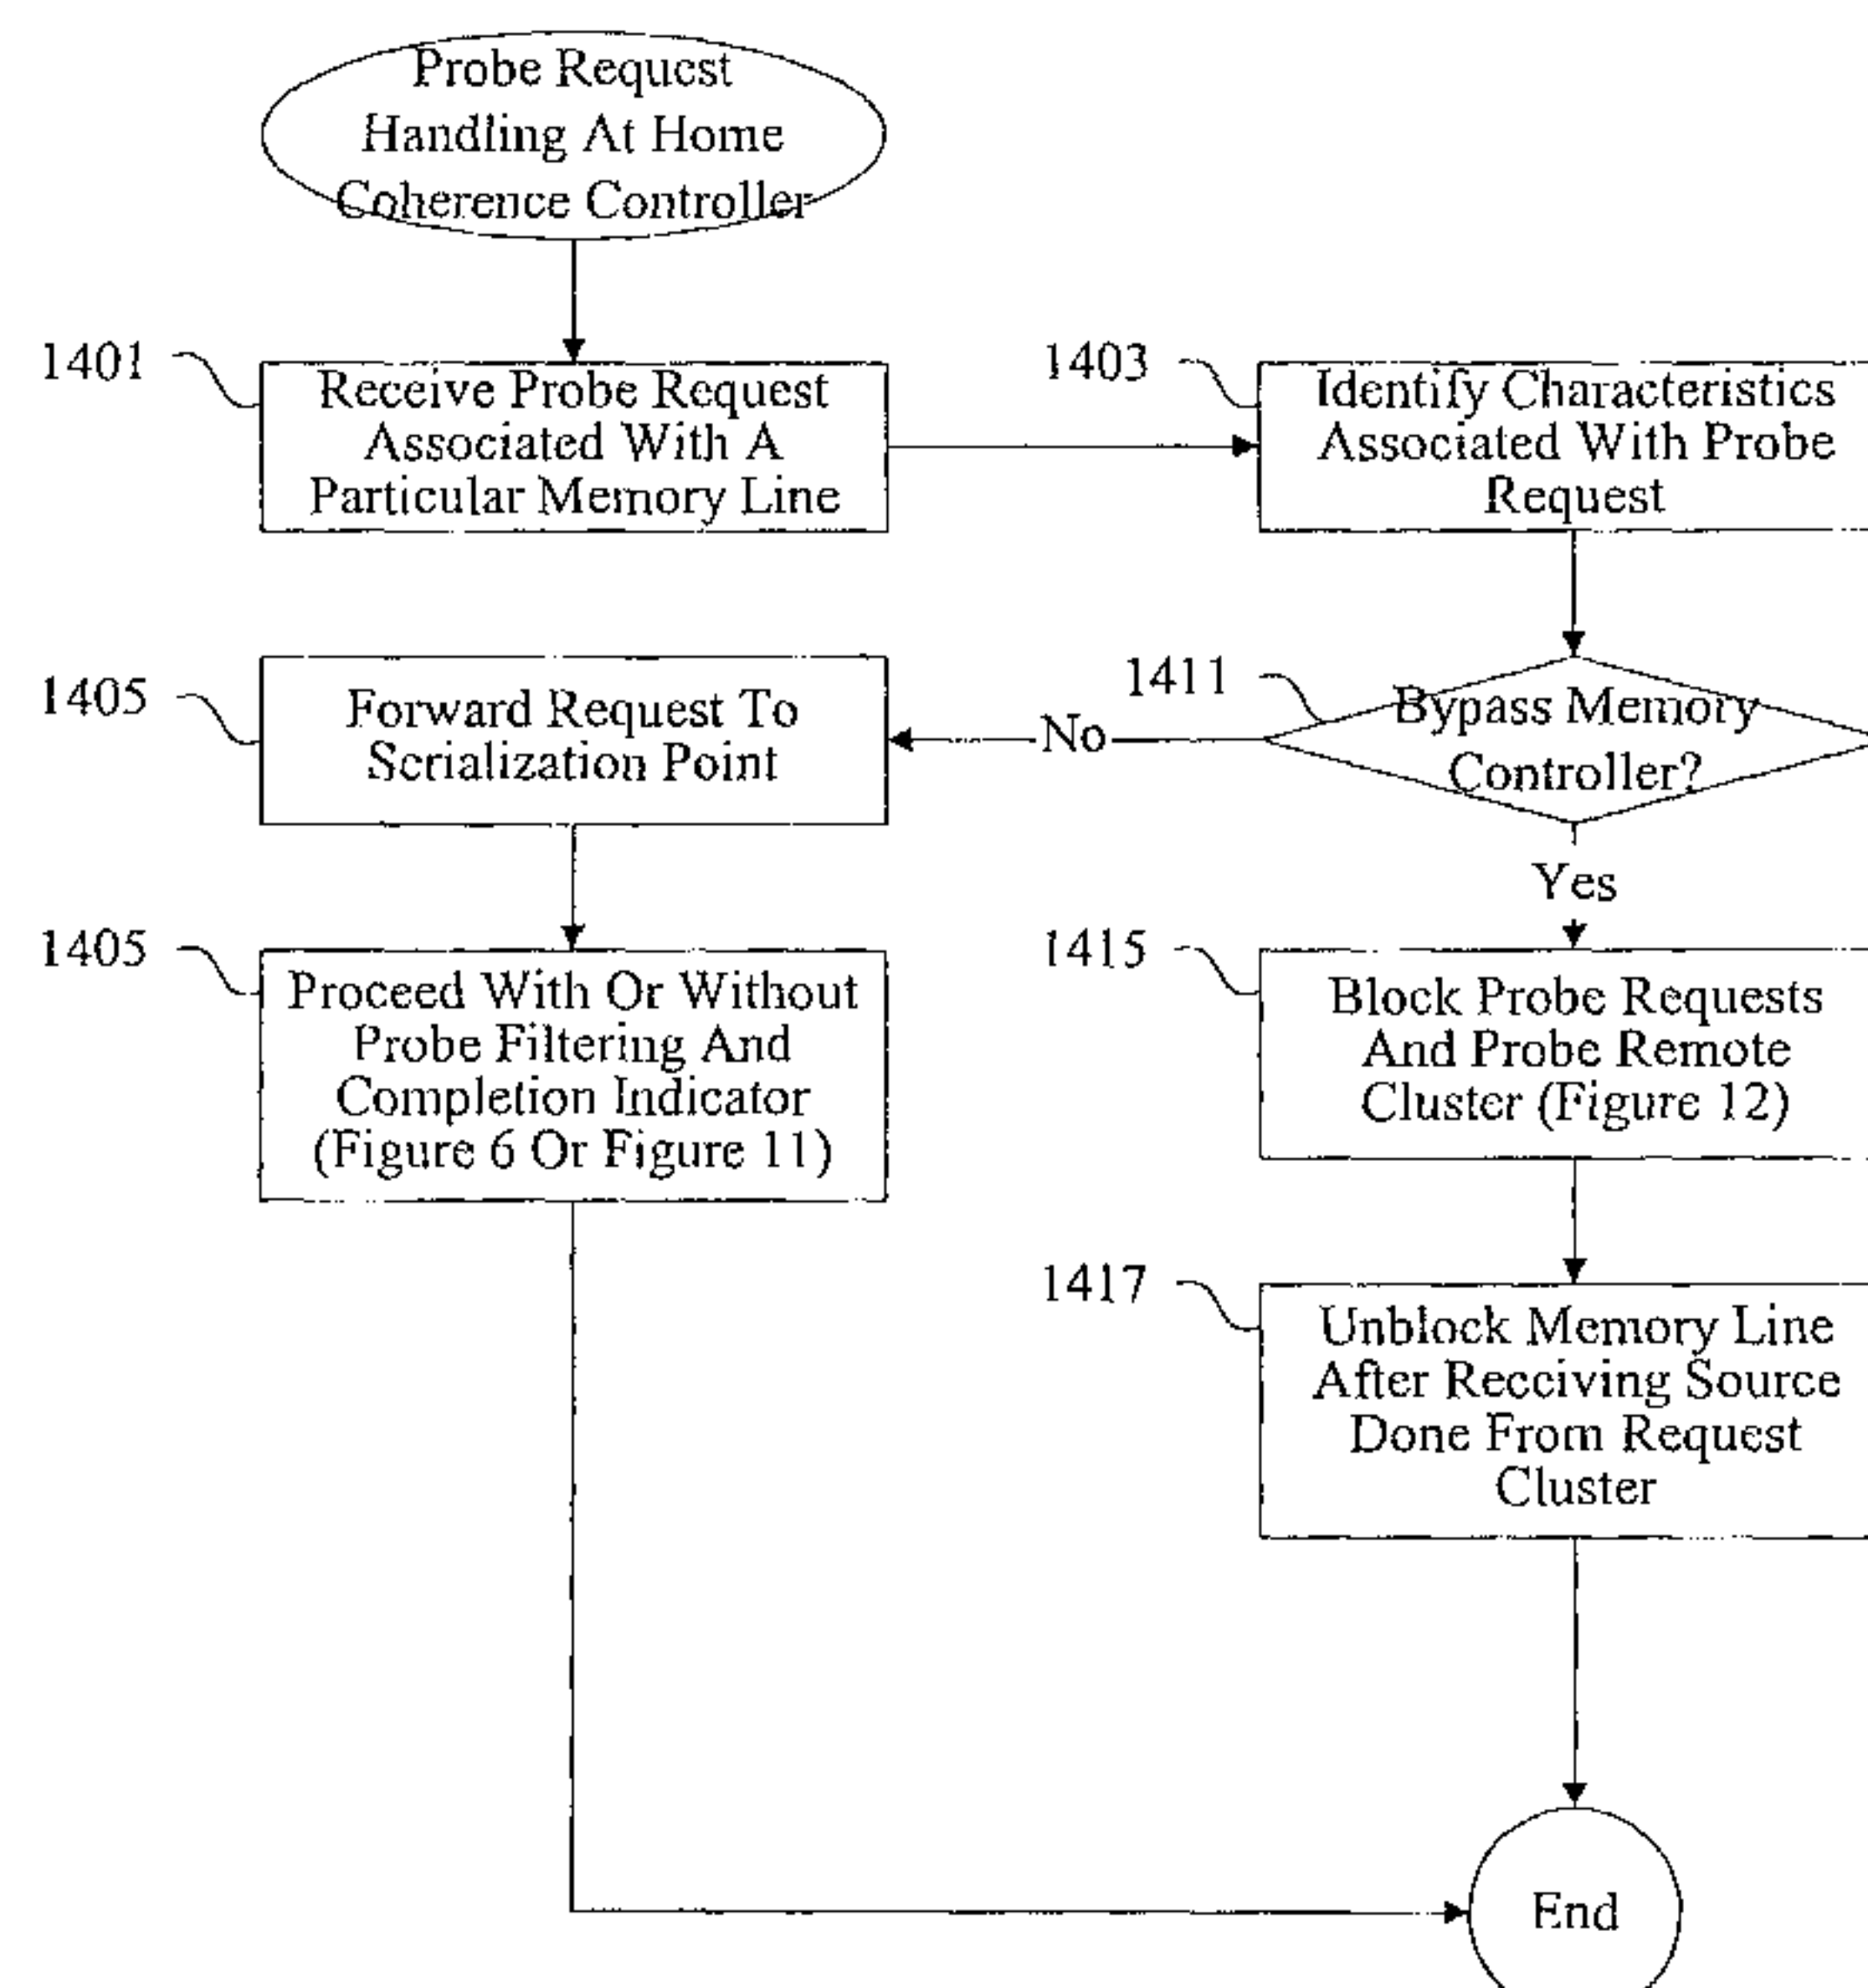 Probe Request
Handling At Home
Coherence Controller
1401
Receive Probe Request
Associated With A
Particular Memory Line
1403
Identify Characteristics
Associated With Probe
Request
1411
Bypass Memory
Controller?
No
1405
Forward Request To
Serialization Point
Yes
1405
Proceed With Or Without
Probe Filtering And
Completion Indicator
(Figure 6 Or Figure 11)
1415
Block Probe Requests
And Probe Remote
Cluster (Figure 12)
1417
Unblock Memory Line
After Receiving Source
Done From Request
Cluster
End